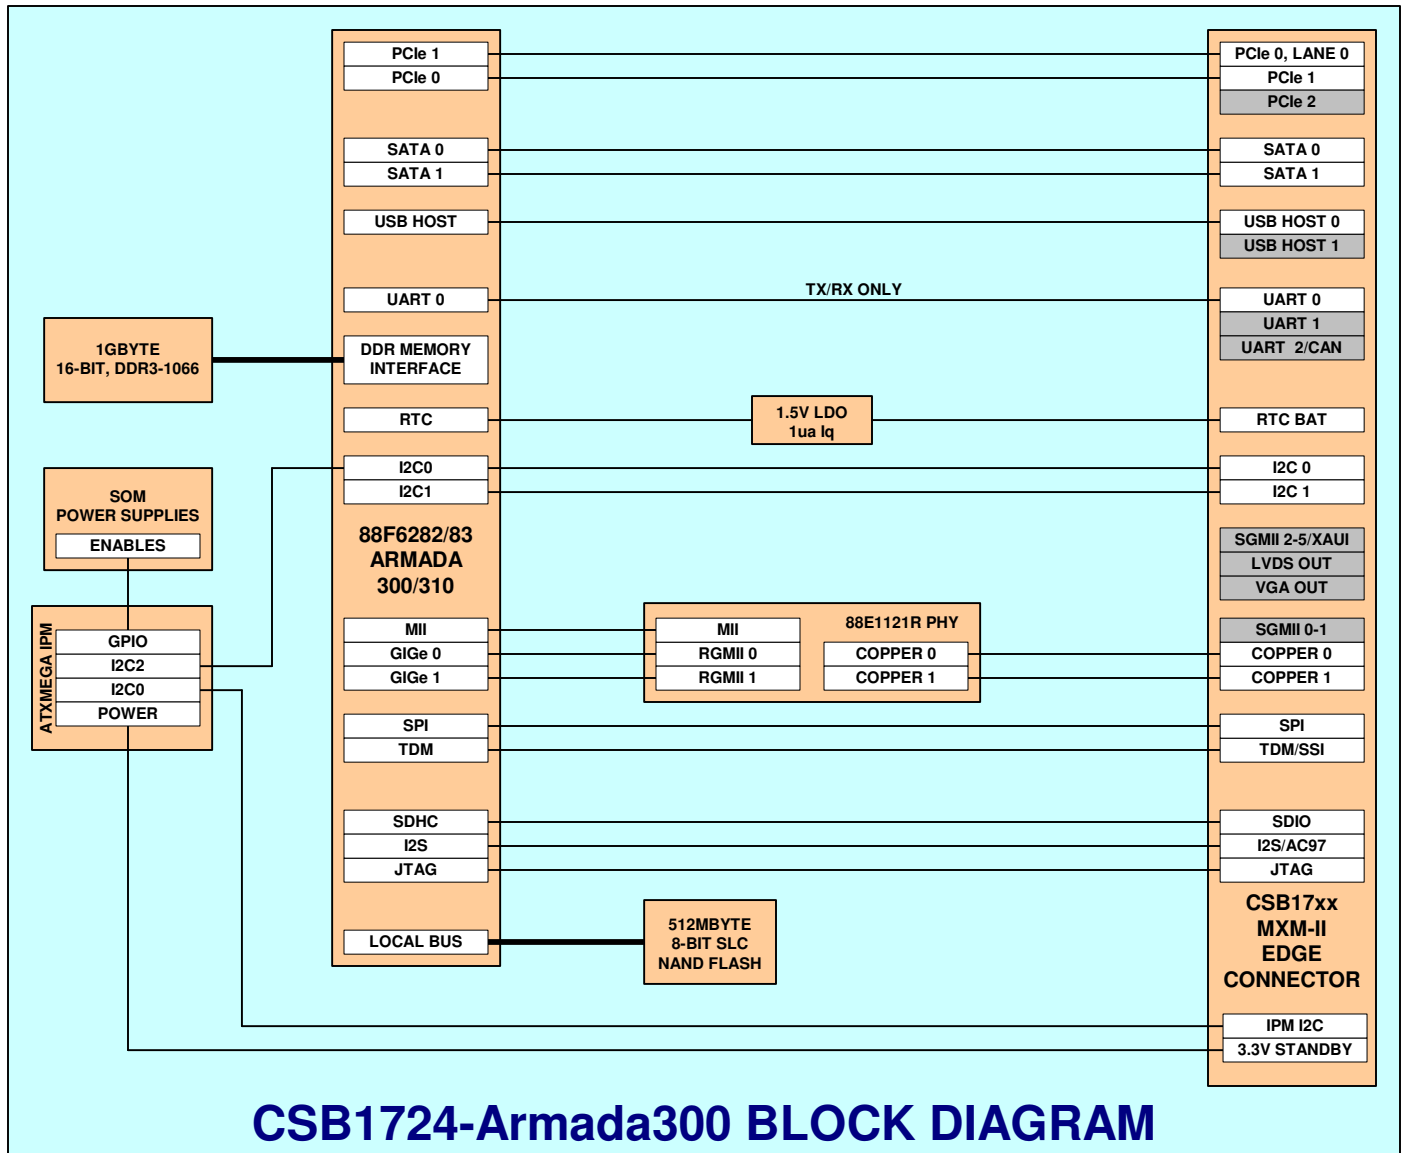 PCIe 1
PCIe 0
SATA 0
SATA 1
USB HOST
UART 0
DDR MEMORY
INTERFACE
RTC
I2C0
I2C1
88F6282/83
ARMADA
300/310
MII
GIGe 0
GIGe 1
SPI
TDM
SDHC
I2S
JTAG
LOCAL BUS
1GBYTE
16-BIT, DDR3-1066
SOM
POWER SUPPLIES
ENABLES
ATXMEGA IPM
GPIO
I2C2
I2C0
POWER
TX/RX ONLY
1.5V LDO
1ua Iq
88E1121R PHY
MII
RGMII 0
RGMII 1
COPPER 0
COPPER 1
512MBYTE
8-BIT SLC
NAND FLASH
PCIe 0, LANE 0
PCIe 1
PCIe 2
SATA 0
SATA 1
USB HOST 0
USB HOST 1
UART 0
UART 1
UART 2/CAN
RTC BAT
I2C 0
I2C 1
SGMII 2-5/XAUI
LVDS OUT
VGA OUT
SGMII 0-1
COPPER 0
COPPER 1
SPI
TDM/SSI
SDIO
I2S/AC97
JTAG
CSB17xx
MXM-II
EDGE
CONNECTOR
IPM I2C
3.3V STANDBY
CSB1724-Armada300 BLOCK DIAGRAM